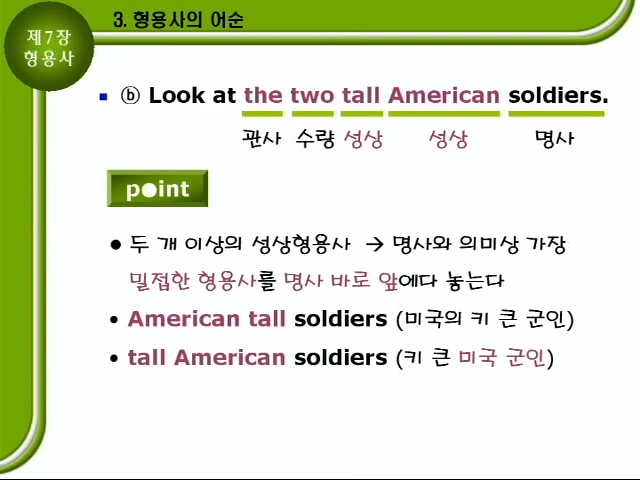 3. 형용사의 어순
제7장
형용사
■ ⓑ Look at the two tall American soldiers.
관사 수량 성상 성상 명사
point
● 두 개 이상의 성상형용사 → 명사와 의미상 가장
밀접한 형용사를 명사 바로 앞에다 놓는다
• American tall soldiers (미국의 키 큰 군인)
• tall American soldiers (키 큰 미국 군인)